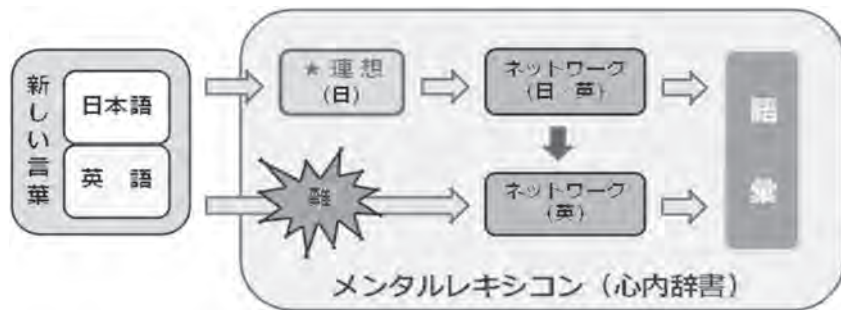 新しい言葉
日本語
英 語
★ 理 想
(日)
ネットワーク
(日 英)
難
ネットワーク
(英)
語 彙
メンタルレキシコン（心内辞書）